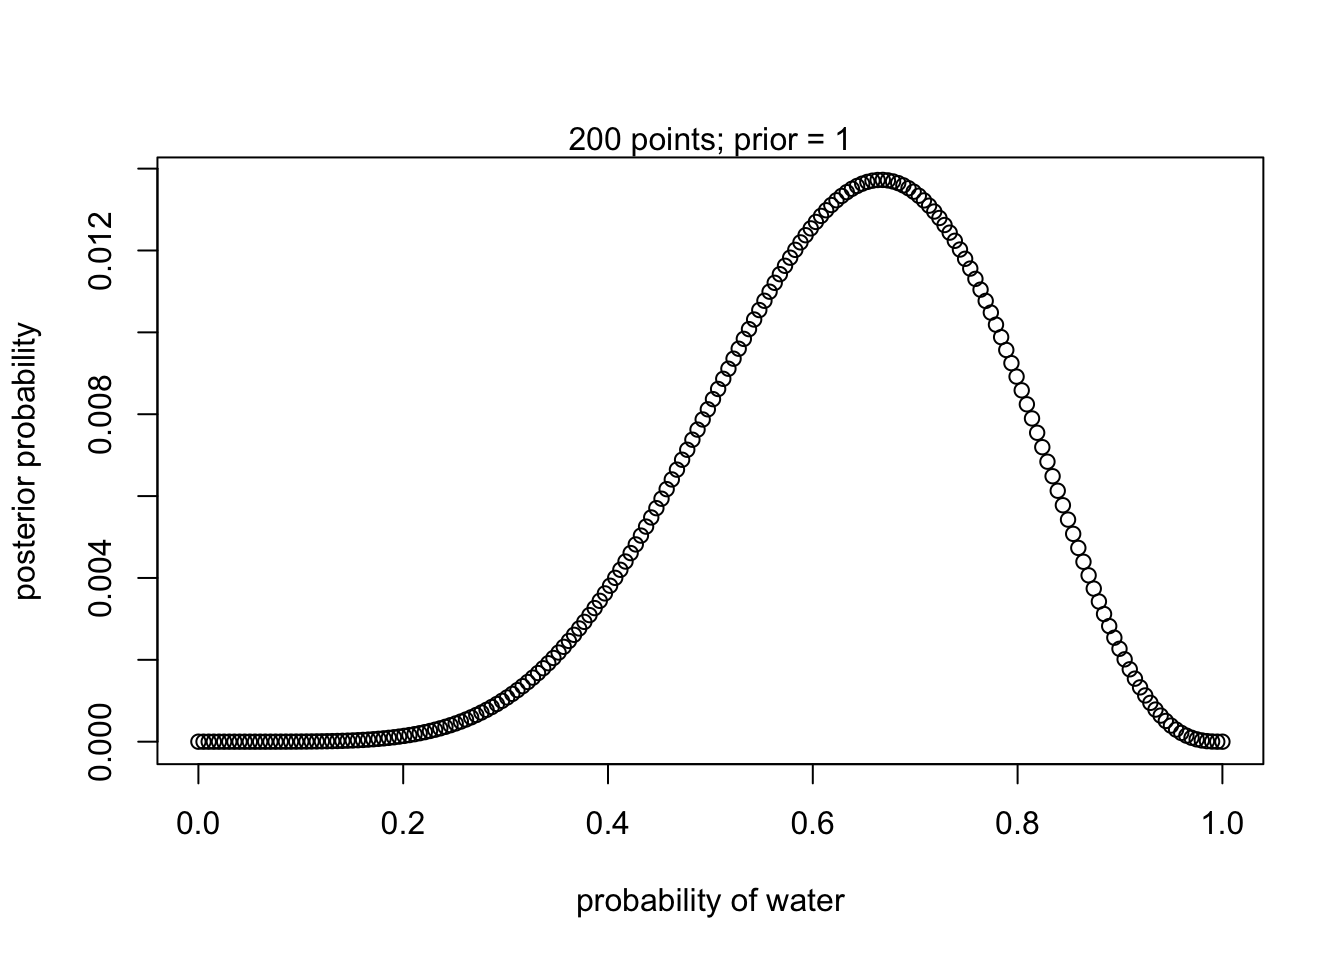 200 points; prior = 1
posterior probability
0.012
0.008
0.004
0.000
0.0 0.2 0.4 0.6 0.8 1.0
probability of water